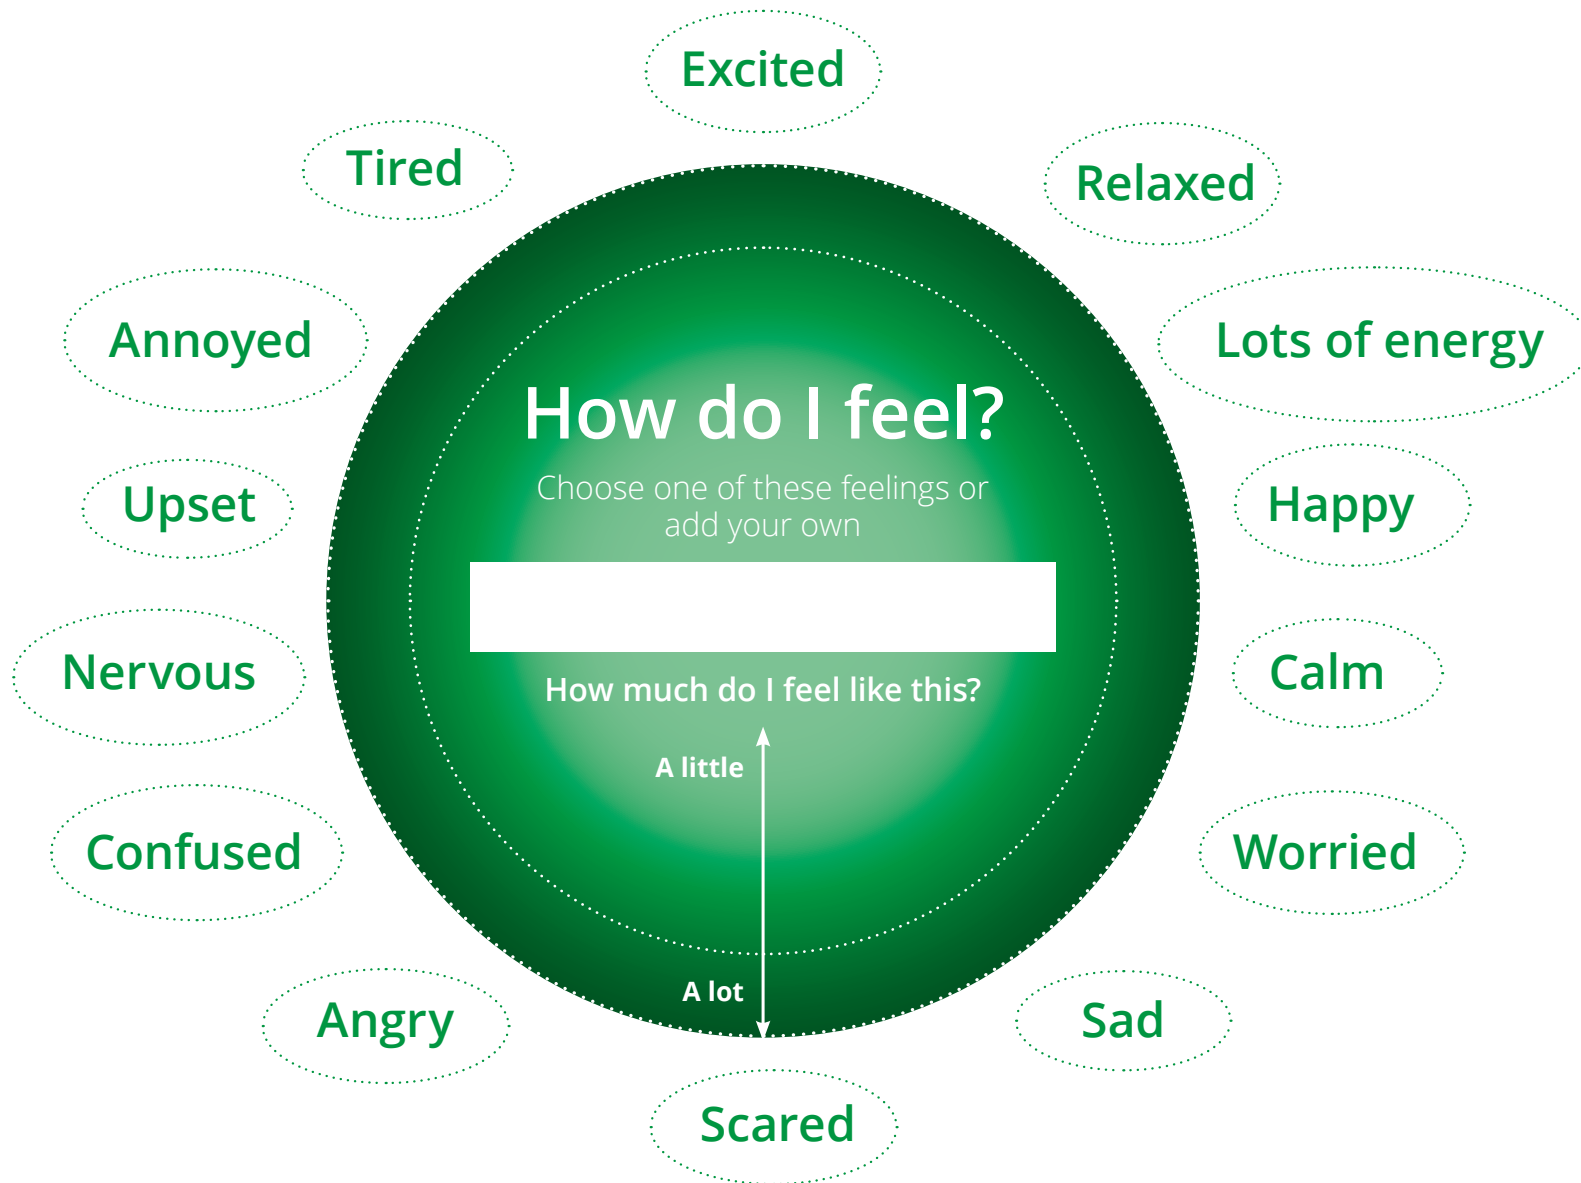 Excited
Tired
Relaxed
Annoyed
Lots of energy
How do I feel?
Choose one of these feelings or
add your own
Upset
Happy
Nervous
Calm
How much do I feel like this?
A little
Confused
Worried
A lot
Angry
Sad
Scared